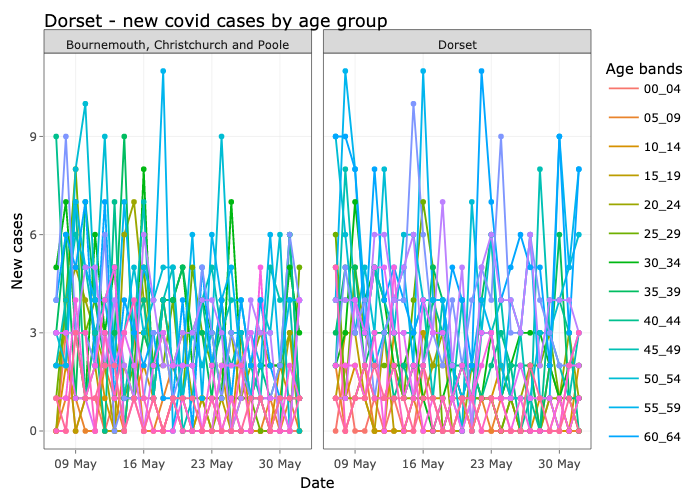 Dorset - new covid cases by age group
Bournemouth, Christchurch and Poole
Dorset
New cases
9
6
3
0
09 May
16 May
23 May
30 May
09 May
16 May
23 May
30 May
Date
Age bands
00_04
05_09
10_14
15_19
20_24
25_29
30_34
35_39
40_44
45_49
50_54
55_59
60_64